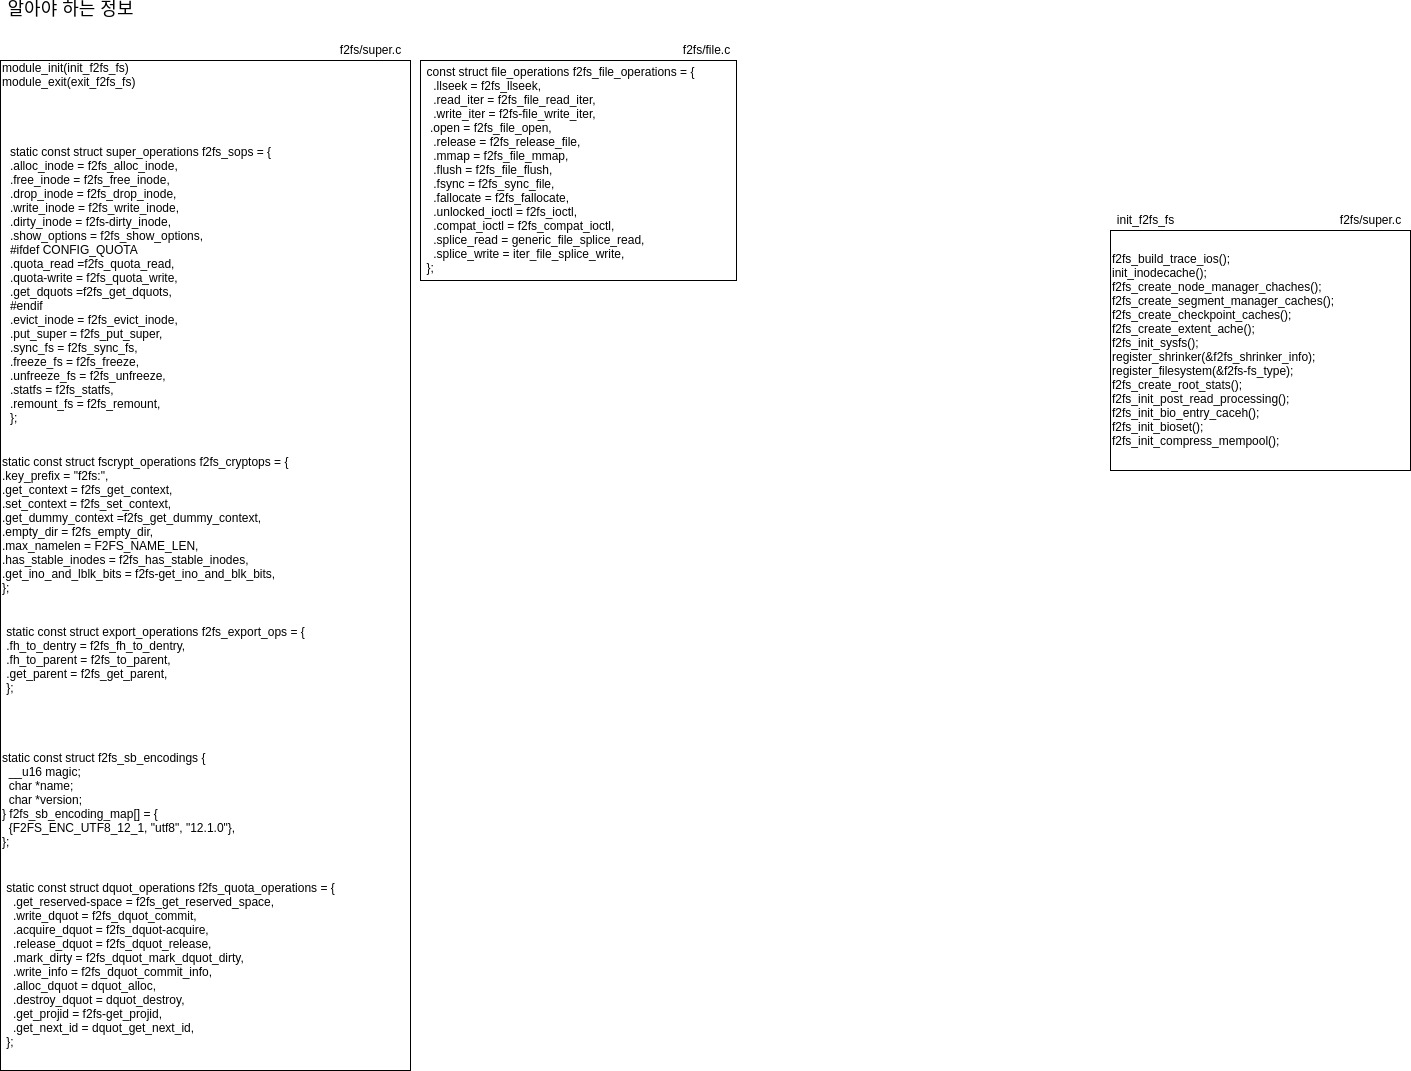 알아야 하는 정보
f2fs/super.c
module_init(init_f2fs_fs)
module_exit(exit_f2fs_fs)
static const struct super_operations f2fs_sops = {
.alloc_inode = f2fs_alloc_inode,
.free_inode = f2fs_free_inode,
.drop_inode = f2fs_drop_inode,
.write_inode = f2fs_write_inode,
.dirty_inode = f2fs-dirty_inode,
.show_options = f2fs_show_options,
#ifdef CONFIG_QUOTA
.quota_read =f2fs_quota_read,
.quota-write = f2fs_quota_write,
.get_dquots =f2fs_get_dquots,
#endif
.evict_inode = f2fs_evict_inode,
.put_super = f2fs_put_super,
.sync_fs = f2fs_sync_fs,
.freeze_fs = f2fs_freeze,
.unfreeze_fs = f2fs_unfreeze,
.statfs = f2fs_statfs,
.remount_fs = f2fs_remount,
};
static const struct fscrypt_operations f2fs_cryptops = {
.key_prefix = "f2fs:",
.get_context = f2fs_get_context,
.set_context = f2fs_set_context,
.get_dummy_context =f2fs_get_dummy_context,
.empty_dir = f2fs_empty_dir,
.max_namelen = F2FS_NAME_LEN,
.has_stable_inodes = f2fs_has_stable_inodes,
.get_ino_and_lblk_bits = f2fs-get_ino_and_blk_bits,
};
static const struct export_operations f2fs_export_ops = {
.fh_to_dentry = f2fs_fh_to_dentry,
.fh_to_parent = f2fs_to_parent,
.get_parent = f2fs_get_parent,
};
static const struct f2fs_sb_encodings {
__u16 magic;
char *name;
char *version;
} f2fs_sb_encoding_map[] = {
{F2FS_ENC_UTF8_12_1, "utf8", "12.1.0"},
};
static const struct dquot_operations f2fs_quota_operations = {
.get_reserved-space = f2fs_get_reserved_space,
.write_dquot = f2fs_dquot_commit,
.acquire_dquot = f2fs_dquot-acquire,
.release_dquot = f2fs_dquot_release,
.mark_dirty = f2fs_dquot_mark_dquot_dirty,
.write_info = f2fs_dquot_commit_info,
.alloc_dquot = dquot_alloc,
.destroy_dquot = dquot_destroy,
.get_projid = f2fs-get_projid,
.get_next_id = dquot_get_next_id,
};
f2fs/file.c
const struct file_operations f2fs_file_operations = {
.llseek = f2fs_llseek,
.read_iter = f2fs_file_read_iter,
.write_iter = f2fs-file_write_iter,
.open = f2fs_file_open,
.release = f2fs_release_file,
.mmap = f2fs_file_mmap,
.flush = f2fs_file_flush,
.fsync = f2fs_sync_file,
.fallocate = f2fs_fallocate,
.unlocked_ioctl = f2fs_ioctl,
.compat_ioctl = f2fs_compat_ioctl,
.splice_read = generic_file_splice_read,
.splice_write = iter_file_splice_write,
};
init_f2fs_fs
f2fs/super.c
f2fs_build_trace_ios();
init_inodecache();
f2fs_create_node_manager_chaches();
f2fs_create_segment_manager_caches();
f2fs_create_checkpoint_caches();
f2fs_create_extent_ache();
f2fs_init_sysfs();
register_shrinker(&f2fs_shrinker_info);
register_filesystem(&f2fs-fs_type);
f2fs_create_root_stats();
f2fs_init_post_read_processing();
f2fs_init_bio_entry_caceh();
f2fs_init_bioset();
f2fs_init_compress_mempool();